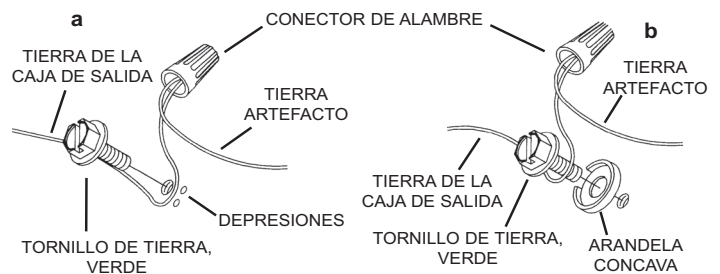 a
CONECTOR DE ALAMBRE
b
TIERRA DE LA
CAJA DE SALIDA
TIERRA
ARTEFACTO
TIERRA
ARTEFACTO
TIERRA DE LA
CAJA DE SALIDA
DEPRESIONES
TORNILLO DE TIERRA,
VERDE
TORNILLO DE TIERRA,
VERDE
ARANDELA
CONCAVA